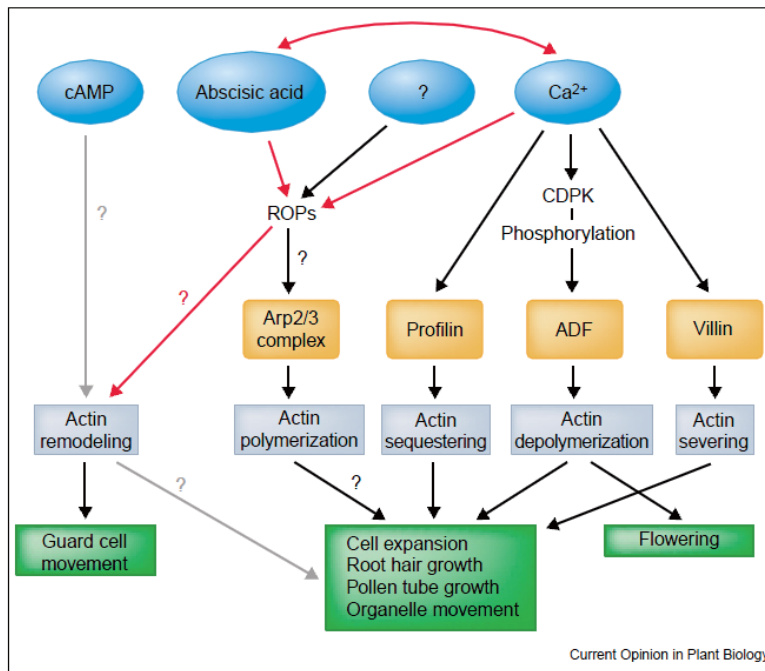 cAMP
Abscisic acid
?
Ca2+
?
ROPs
CDPK
Phosphorylation
?
?
Arp2/3
complex
Profilin
ADF
Villin
Actin
remodeling
Actin
polymerization
Actin
sequestering
Actin
depolymerization
Actin
severing
?
?
Guard cell
movement
Cell expansion
Root hair growth
Pollen tube growth
Organelle movement
Flowering
Current Opinion in Plant Biology